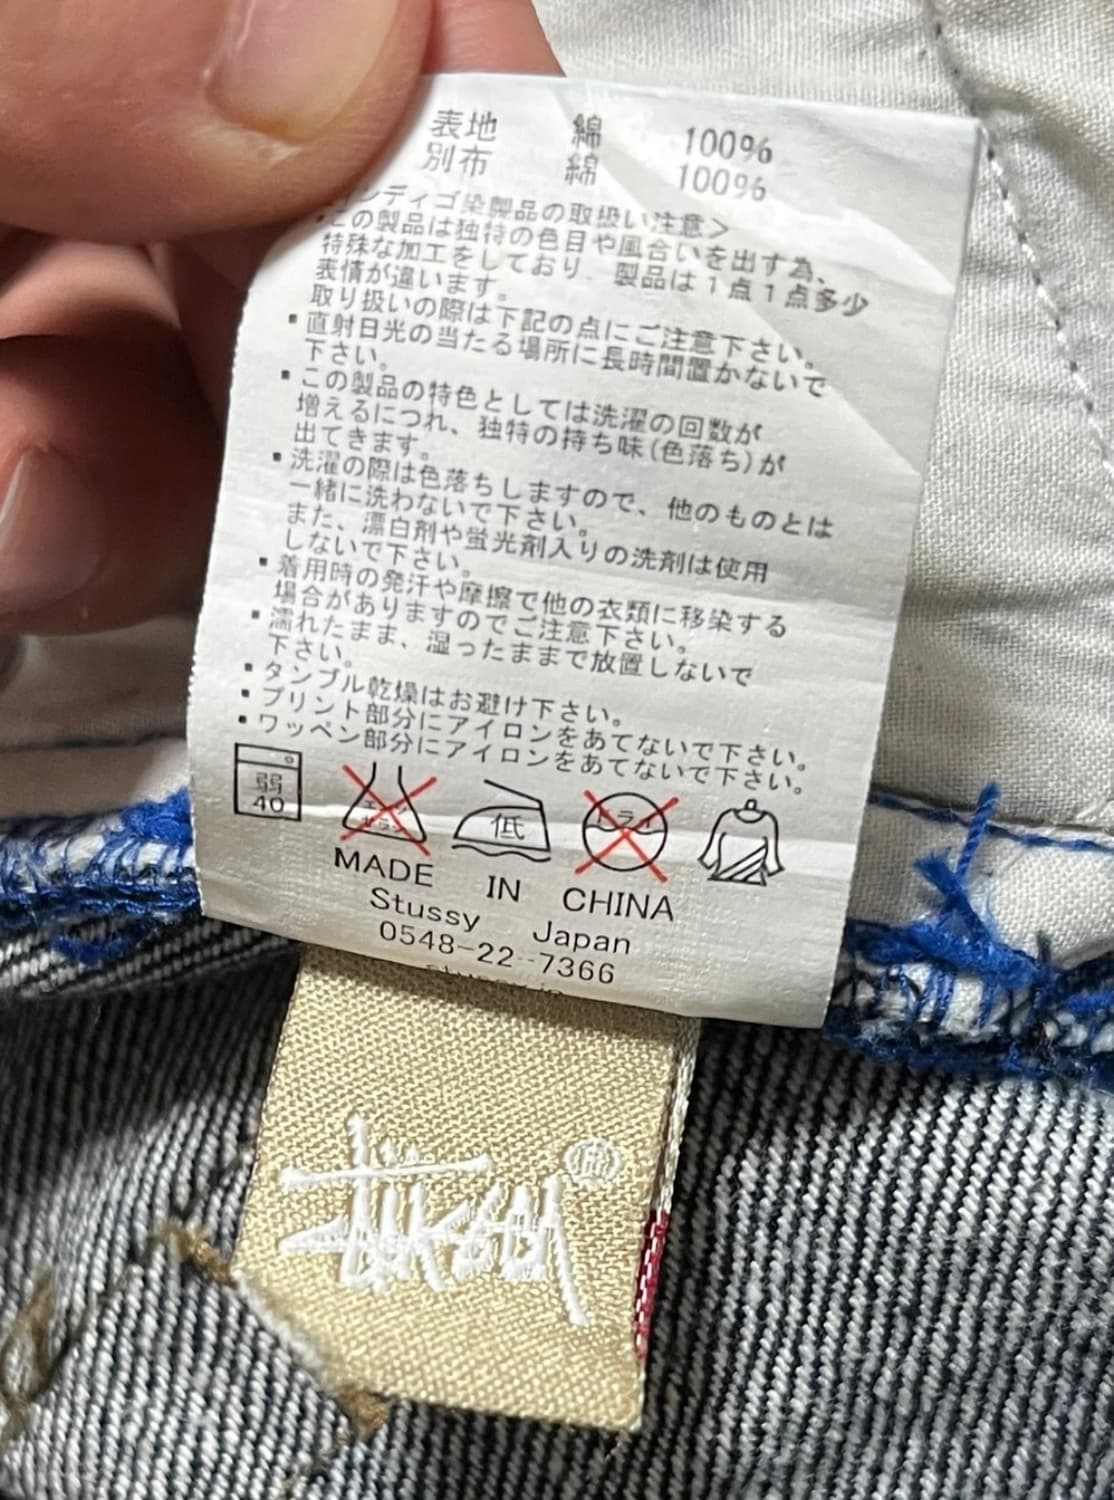 表地 綿 100%
別布 綿 100%
ンディゴ染製品の取扱い注意>
・この製品は独特の色目や風合いを出す為、
特殊な加工をしており、製品は1点1点多少
表情が違います。
取り扱いの際は下記の点にご注意下さい。
▪直射日光の当たる場所に長時間置かないで
下さい。
▪この製品の特色としては洗濯の回数が
増えるにつれ、独特の持ち味(色落ち)が
出てきます。
▪洗濯の際は色落ちしますので、他のものとは
一緒に洗わないで下さい。
また、漂白剤や蛍光剤入りの洗剤は使用
しないで下さい。
▪着用時の発汗や摩擦で他の衣類に移染する
場合がありますのでご注意下さい。
▪濡れたまま、湿ったままで放置しないで
下さい。
▪タンブル乾燥はお避け下さい。
▪プリント部分にアイロンをあてないで下さい。
▪ワッペン部分にアイロンをあてないで下さい。
弱 40 エンソ サラシ 低 ドライ
MADE IN CHINA
Stussy Japan
0548-22-7366
Stüssy ®